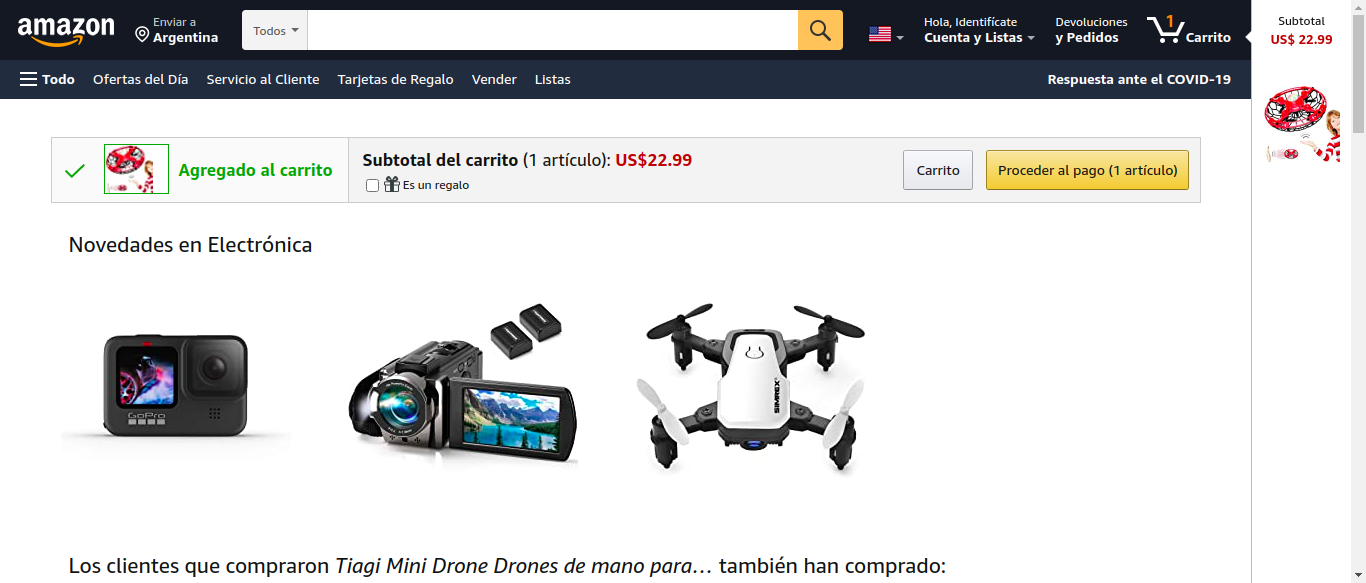 amazon
Enviar a
Argentina
Todos
Hola, Identifícate
Cuenta y Listas
Devoluciones
y Pedidos
1
Carrito
Subtotal
US$ 22.99
Todo
Ofertas del Día
Servicio al Cliente
Tarjetas de Regalo
Vender
Listas
Respuesta ante el COVID-19
Agregado al carrito
Subtotal del carrito (1 artículo): US$22.99
Es un regalo
Carrito
Proceder al pago (1 artículo)
Novedades en Electrónica
GoPro
SIMREX
Los clientes que compraron Tiagi Mini Drone Drones de mano para… también han comprado: